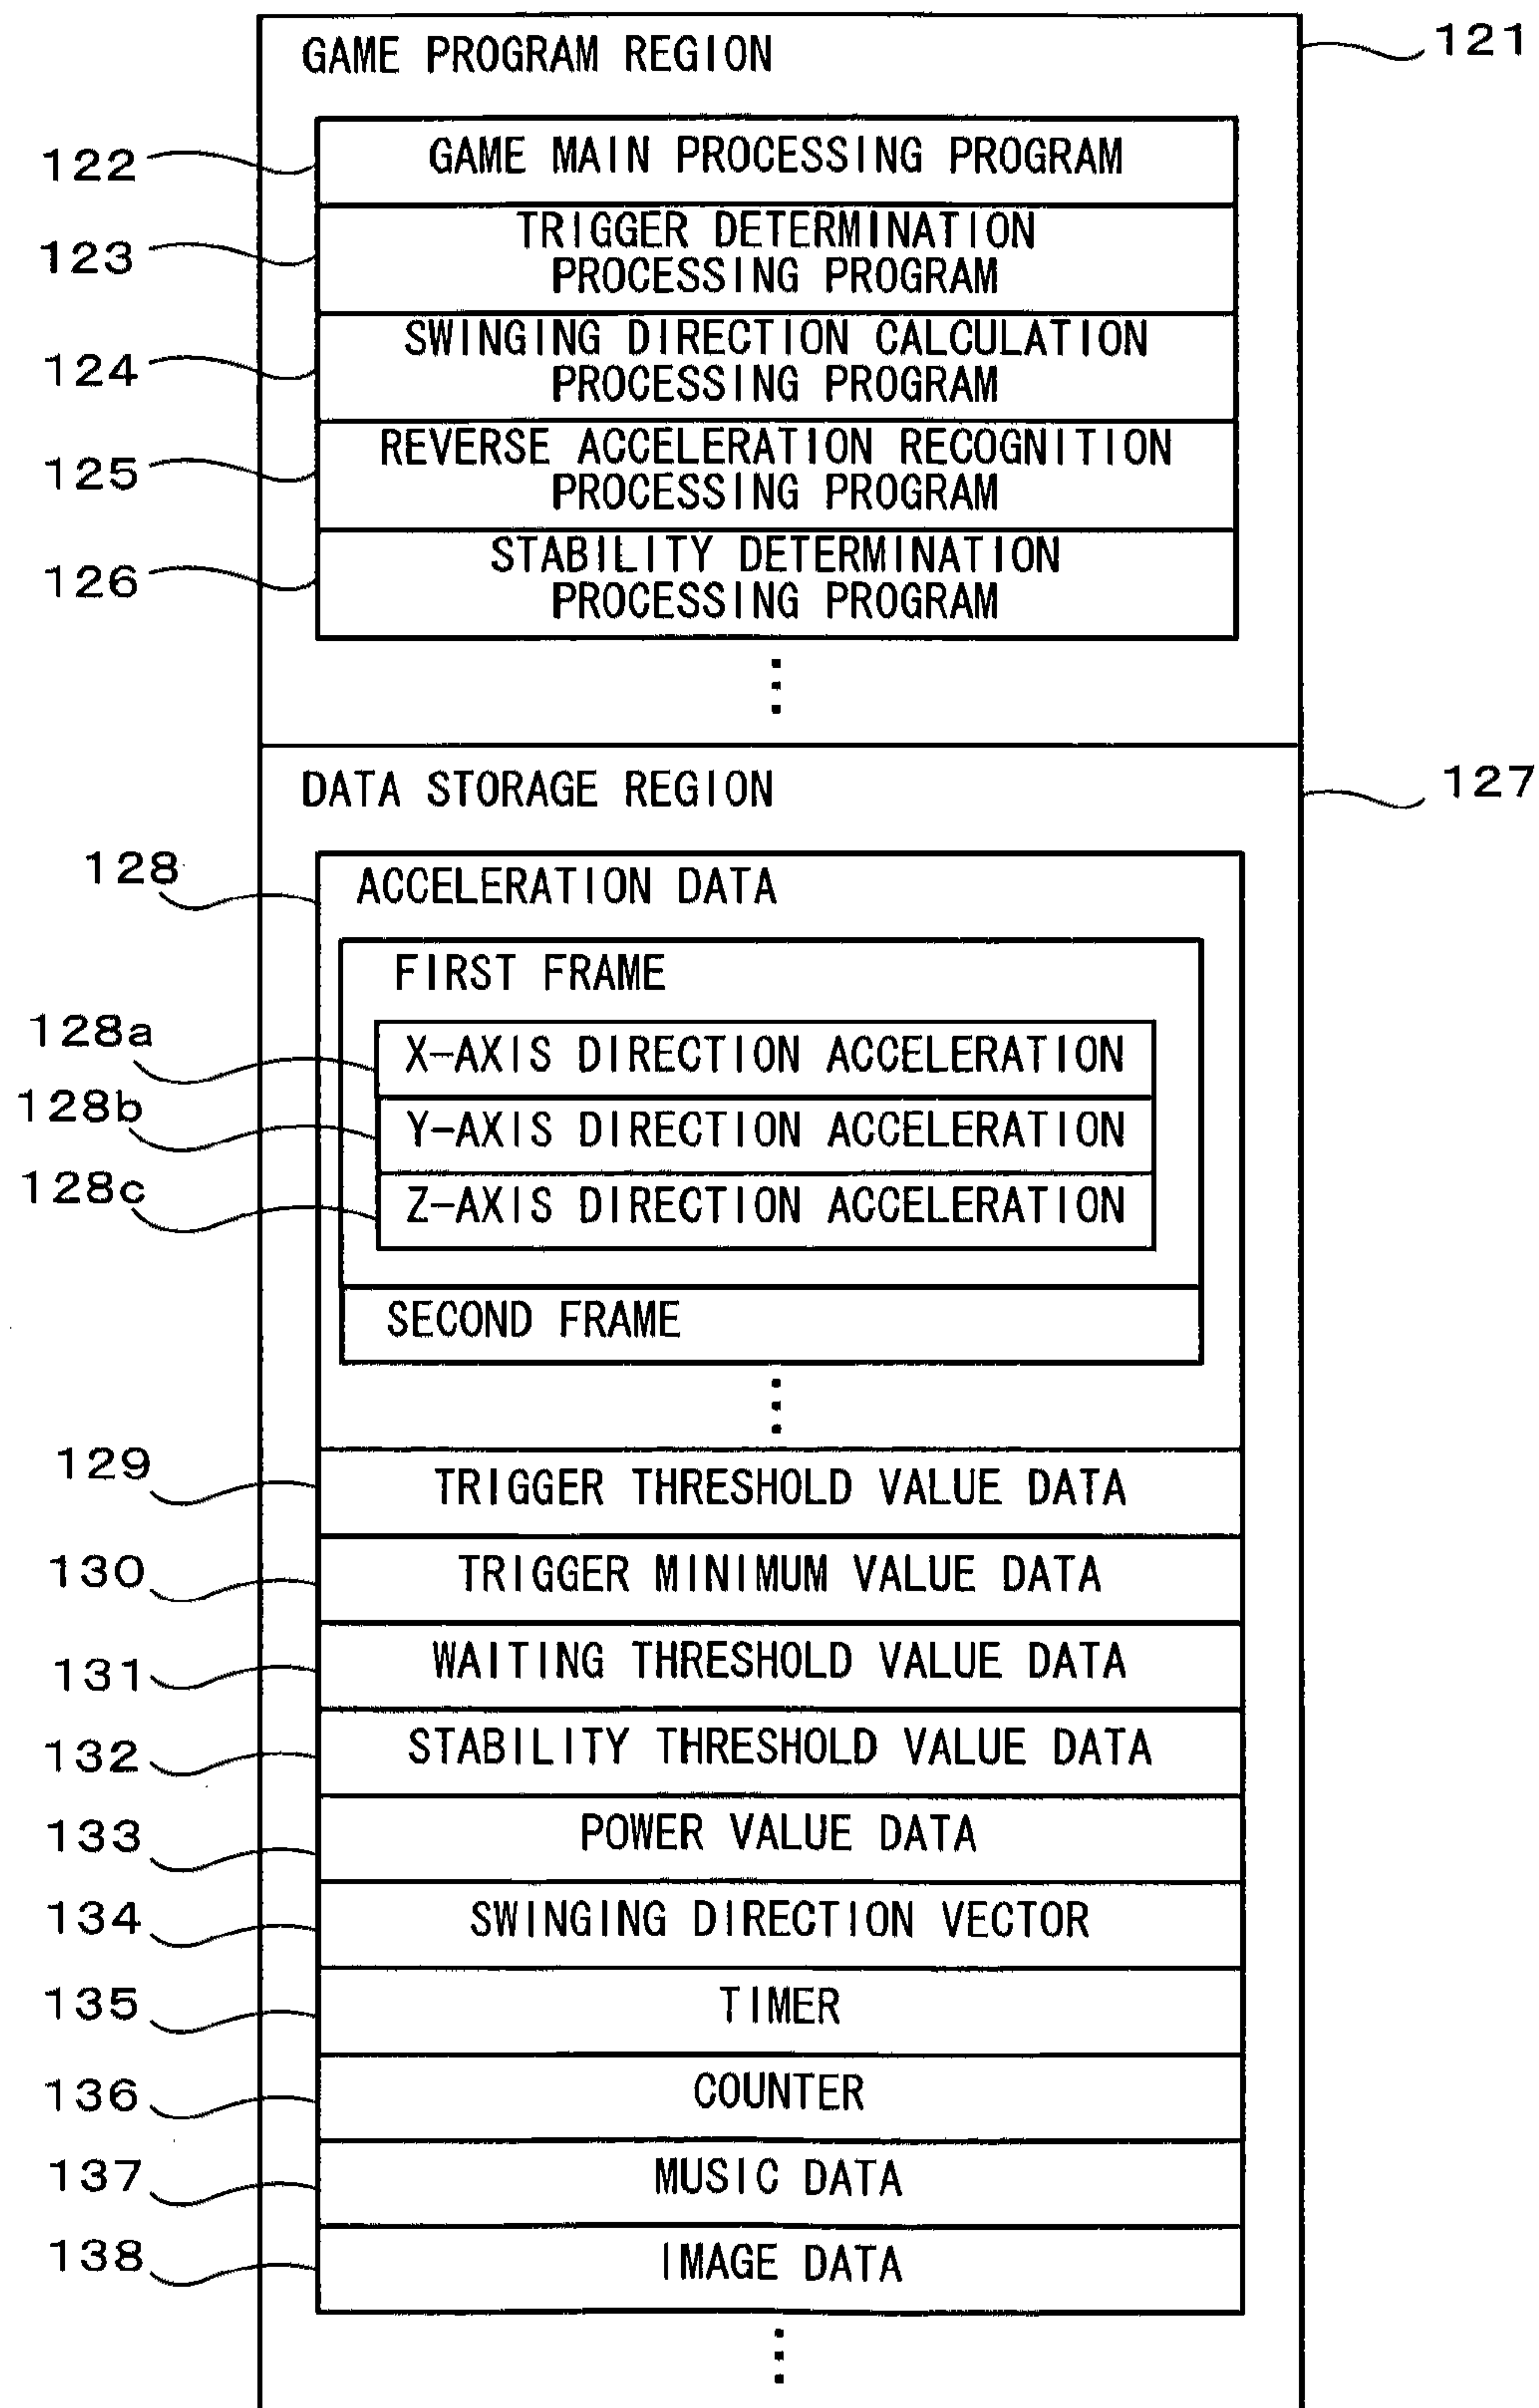 GAME PROGRAM REGION
121
122
GAME MAIN PROCESSING PROGRAM
123
TRIGGER DETERMINATION
PROCESSING PROGRAM
124
SWINGING DIRECTION CALCULATION
PROCESSING PROGRAM
125
REVERSE ACCELERATION RECOGNITION
PROCESSING PROGRAM
126
STABILITY DETERMINATION
PROCESSING PROGRAM
DATA STORAGE REGION
127
128
ACCELERATION DATA
FIRST FRAME
128a
X-AXIS DIRECTION ACCELERATION
128b
Y-AXIS DIRECTION ACCELERATION
128c
Z-AXIS DIRECTION ACCELERATION
SECOND FRAME
129
TRIGGER THRESHOLD VALUE DATA
130
TRIGGER MINIMUM VALUE DATA
131
WAITING THRESHOLD VALUE DATA
132
STABILITY THRESHOLD VALUE DATA
133
POWER VALUE DATA
134
SWINGING DIRECTION VECTOR
135
TIMER
136
COUNTER
137
MUSIC DATA
138
IMAGE DATA